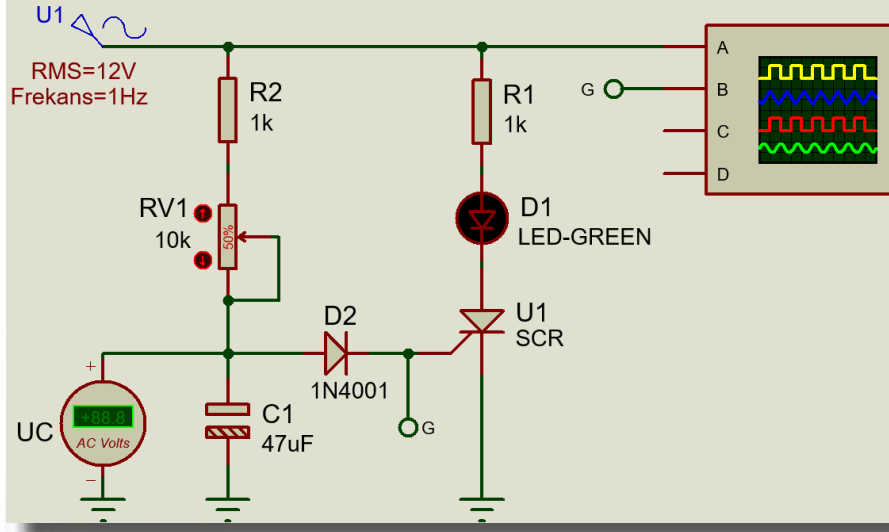 U1
RMS=12V
Frekans=1Hz
R2
1k
R1
1k
G
A
B
C
D
RV1
10k
50%
D1
LED-GREEN
D2
1N4001
U1
SCR
+
+88.8
AC Volts
−
UC
C1
47uF
G